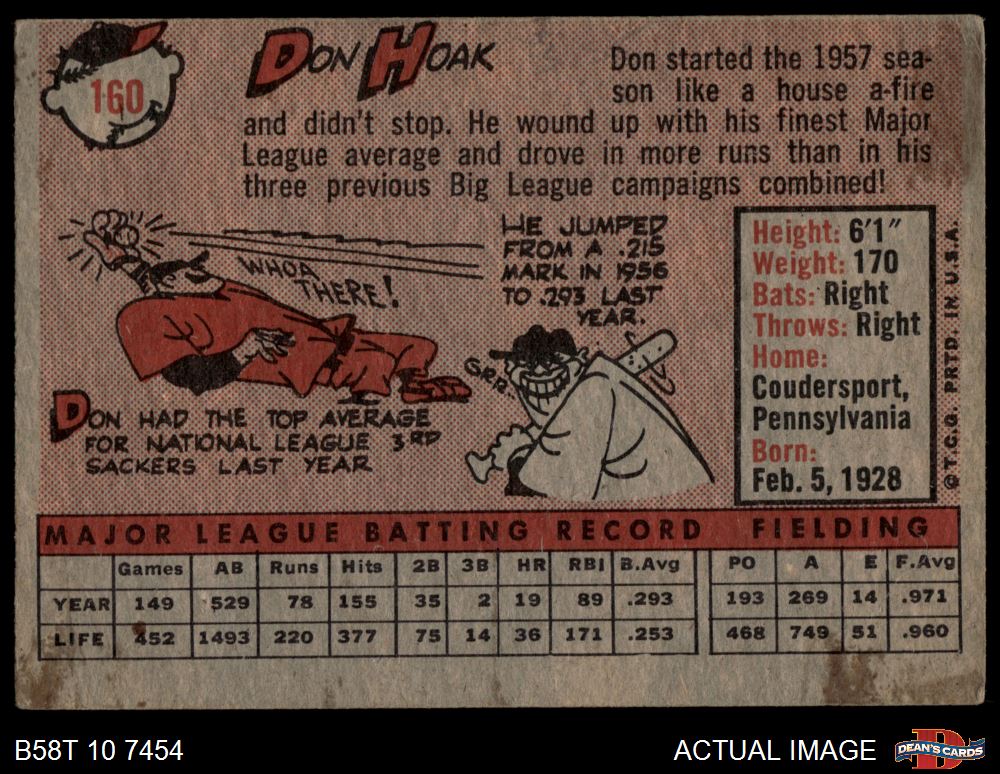 160
DON HOAK
Don started the 1957 sea-
son like a house a-fire
and didn't stop. He wound up with his finest Major
League average and drove in more runs than in his
three previous Big League campaigns combined!
WHOA
THERE!
HE JUMPED
FROM A .215
MARK IN 1956
TO .293 LAST
YEAR.
GRR..
DON HAD THE TOP AVERAGE
FOR NATIONAL LEAGUE 3RD
SACKERS LAST YEAR
Height: 6'1"
Weight: 170
Bats: Right
Throws: Right
Home:
Coudersport,
Pennsylvania
Born:
Feb. 5, 1928
© T.C.G. PRTD. IN U.S.A.
MAJOR LEAGUE BATTING RECORD FIELDING
Games AB Runs Hits 2B 3B HR RBI B.Avg PO A E F.Avg
YEAR 149 529 78 155 35 2 19 89 .293 193 269 14 .971
LIFE 452 1493 220 377 75 14 36 171 .253 468 749 51 .960
B58T 10 7454
ACTUAL IMAGE
D
DEAN'S CARDS